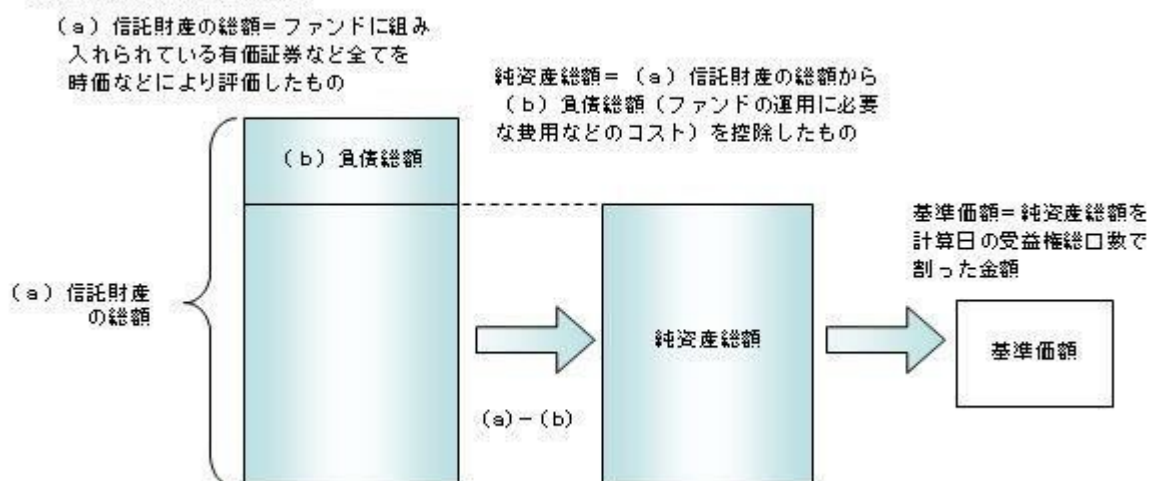 (a)信託財産の総額=ファンドに組み
入れられている有価証券など全てを
時価などにより評価したもの
純資産総額=(a)信託財産の総額から
(b)負債総額(ファンドの運用に必要
な費用などのコスト)を控除したもの
(b)負債総額
基準価額=純資産総額を
計算日の受益権総口数で
割った金額
(a)信託財産
の総額
純資産総額
基準価額
(a)-(b)